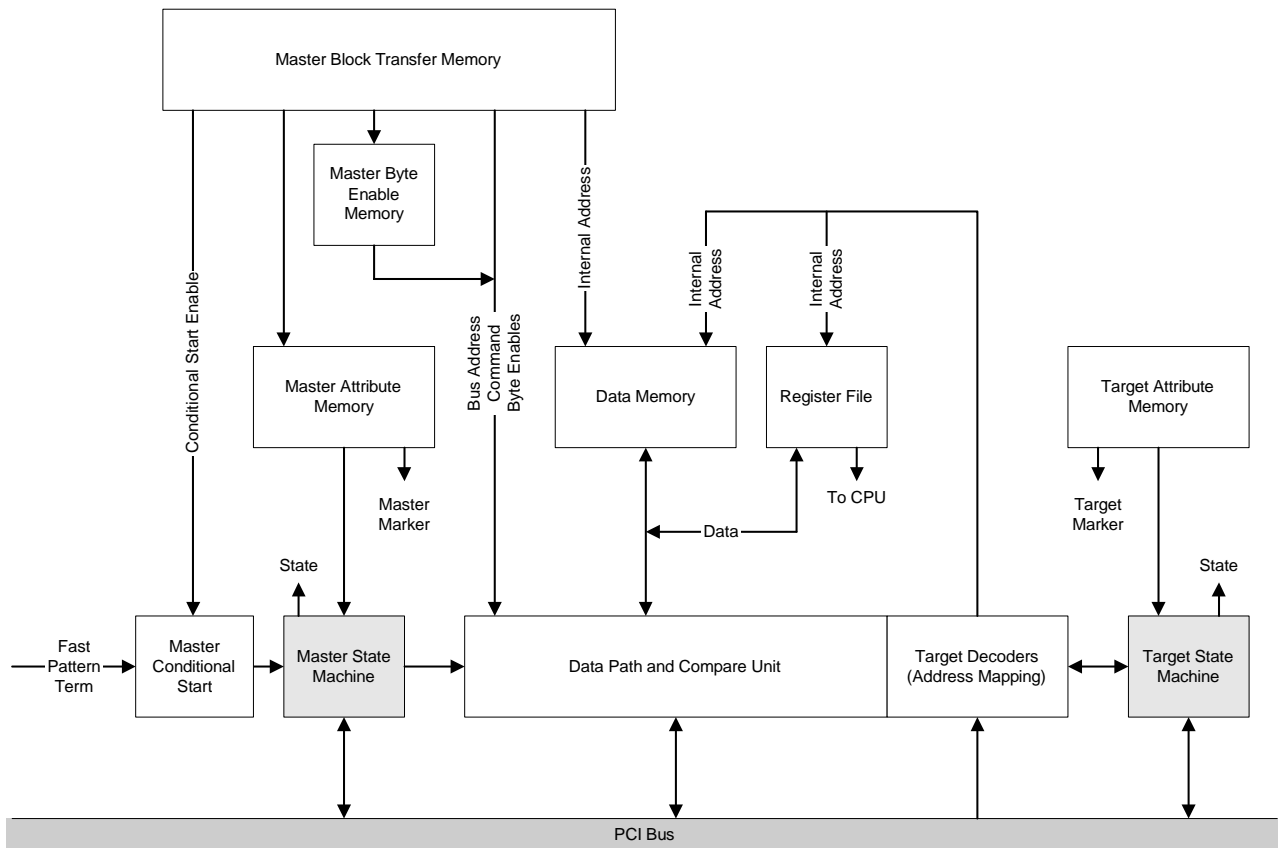 Master Block Transfer Memory
Master Byte
Enable
Memory
Conditional Start Enable
Bus Address
Command
Byte Enables
Internal Address
Internal
Address
Internal
Address
Master Attribute
Memory
Data Memory
Register File
Target Attribute
Memory
Master
Marker
To CPU
Target
Marker
Data
State
State
Fast
Pattern
Term
Master
Conditional
Start
Master State
Machine
Data Path and Compare Unit
Target Decoders
(Address Mapping)
Target State
Machine
PCI Bus